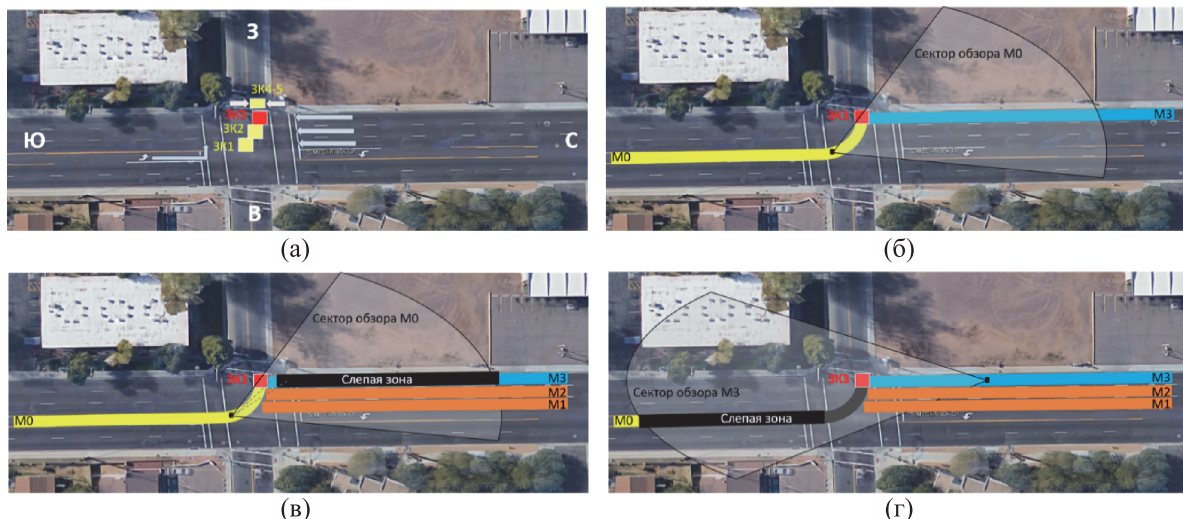 З
ЗК4-5
ЗК3
ЗК2
ЗК1
Ю
С
В
(а)
Сектор обзора М0
ЗК3
М3
М0
(б)
Сектор обзора М0
ЗК3
Слепая зона
М3
М2
М1
М0
(в)
Сектор обзора М3
ЗК3
М3
М2
М1
М0
Слепая зона
(г)